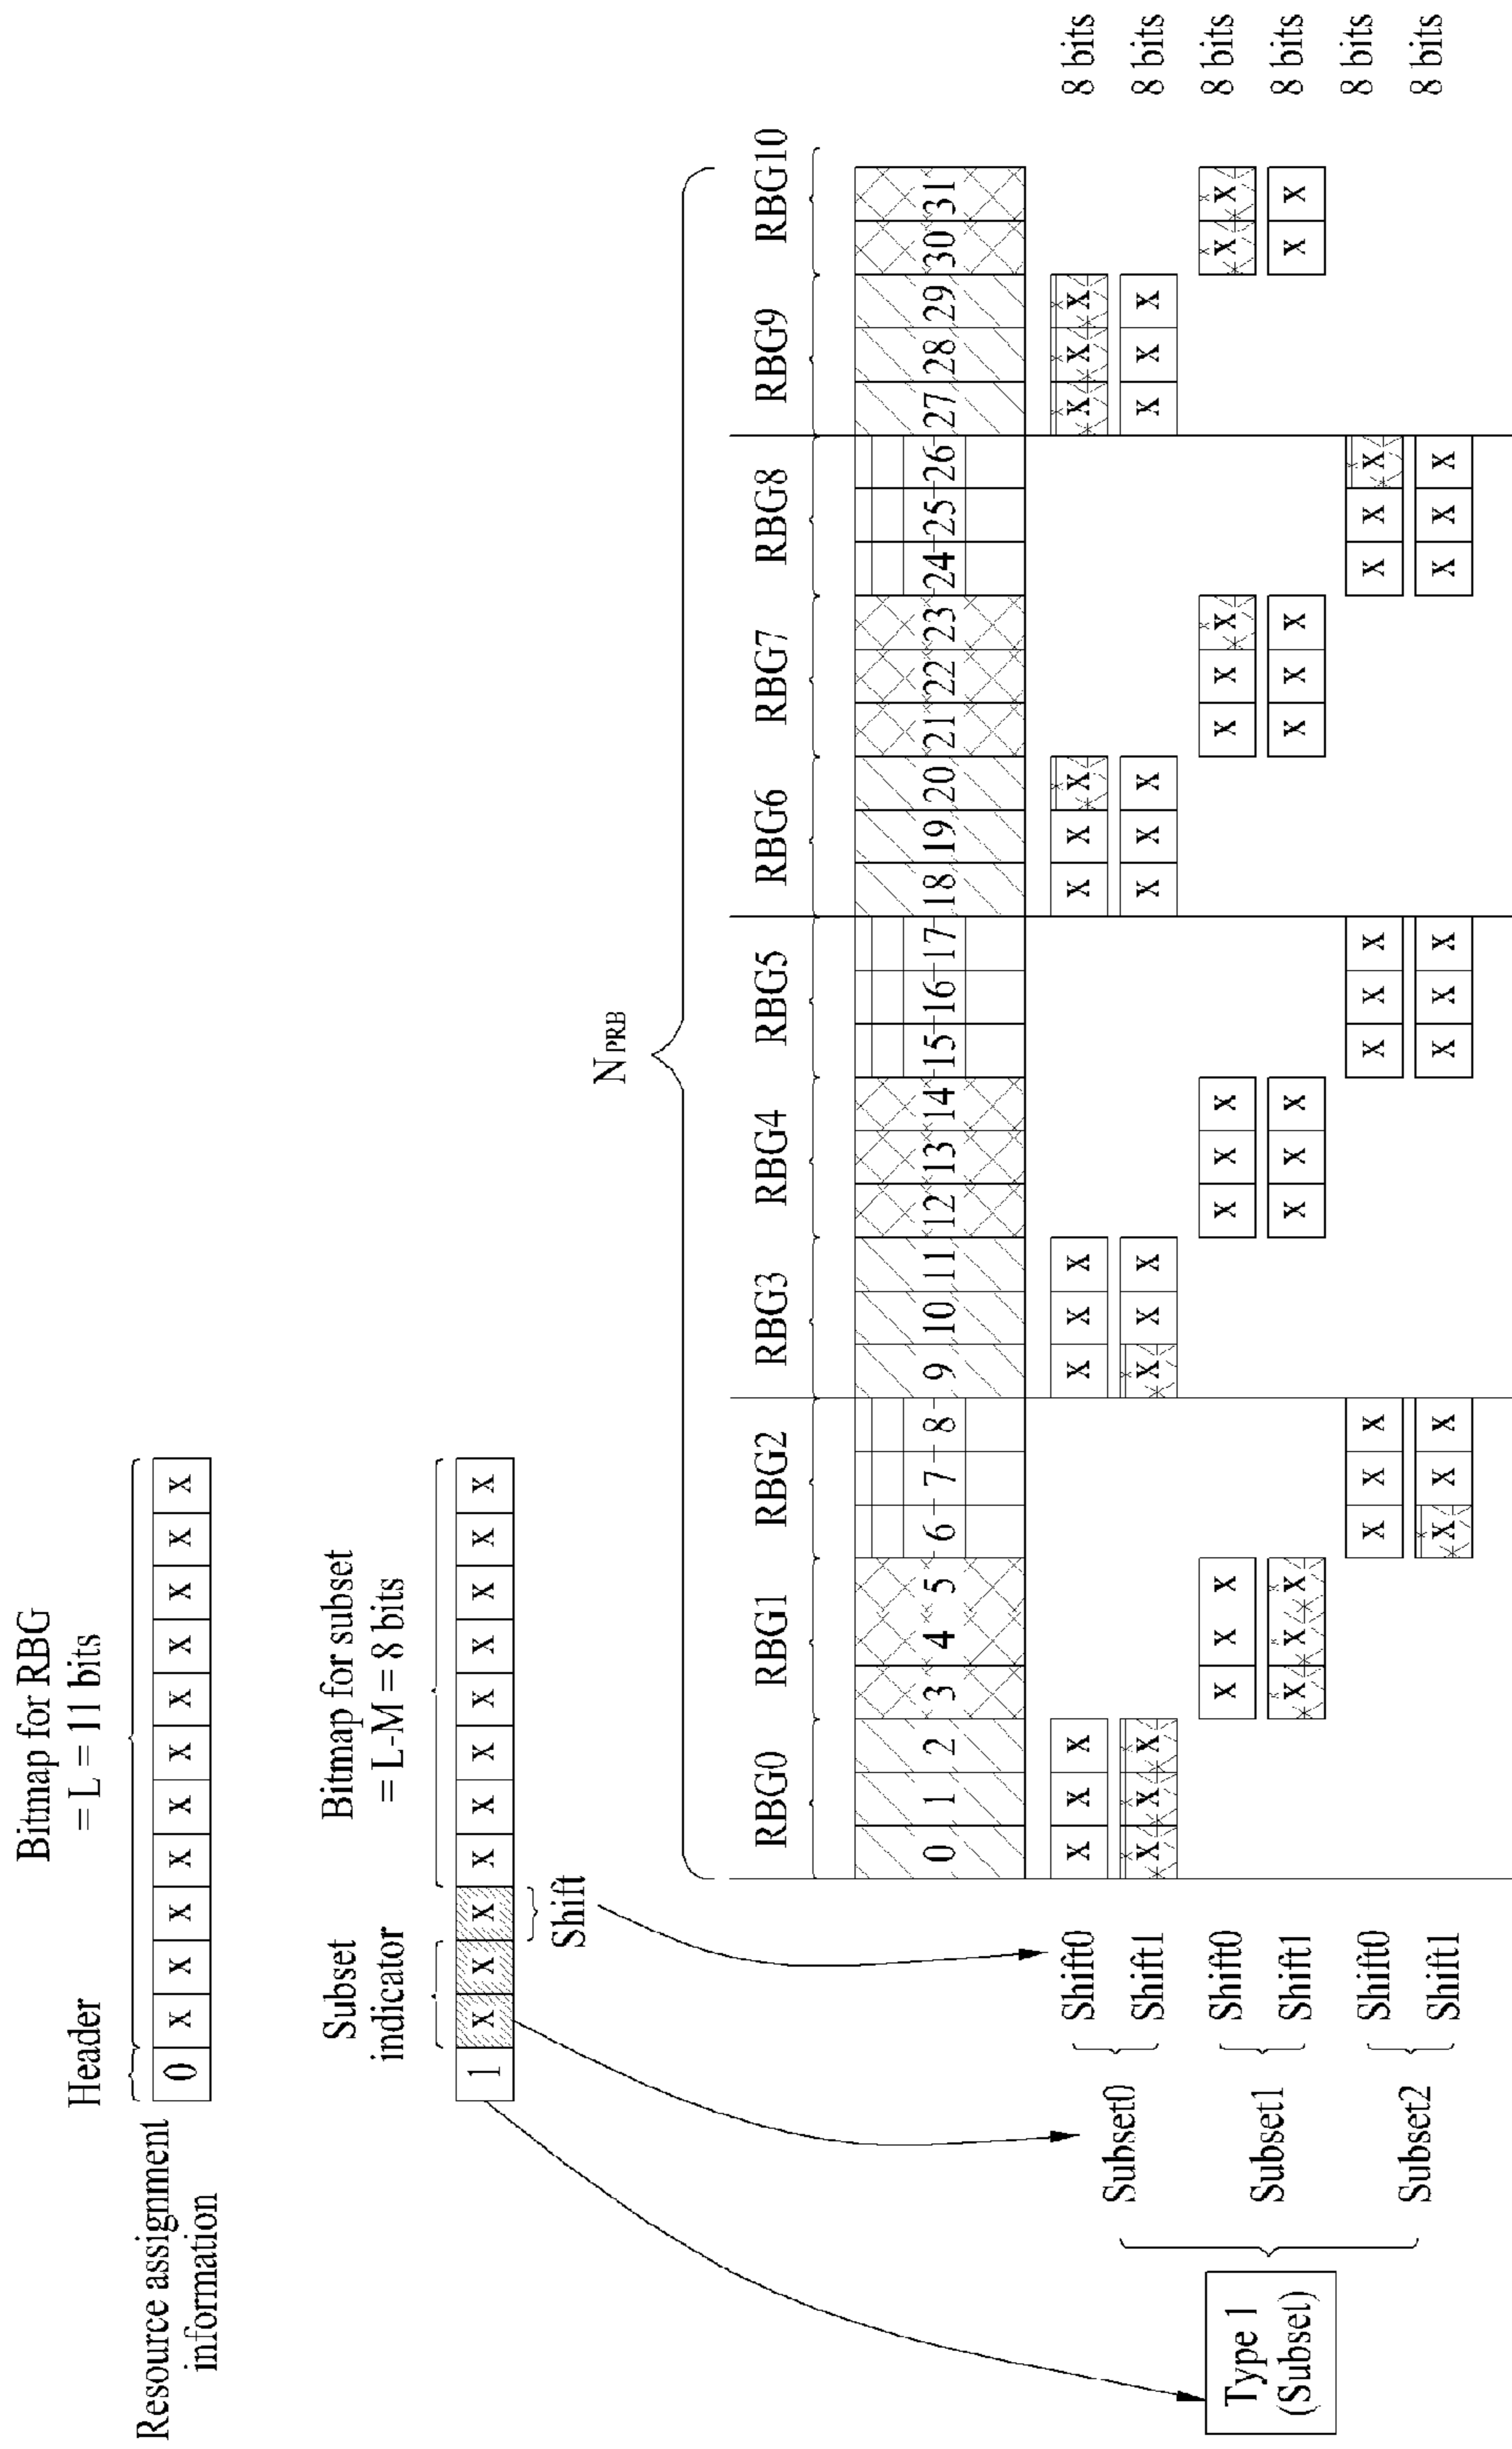 Bitmap for RBG
= L = 11 bits
Header
Resource assignment
information
0 X X X X X X X X X X X
Subset
indicator
Bitmap for subset
= L-M = 8 bits
1 X X X X X X X X X X X
Shift
N PRB
RBG0 RBG1 RBG2 RBG3 RBG4 RBG5 RBG6 RBG7 RBG8 RBG9 RBG10
0 1 2 3 4 5 6 7 8 9 10 11 12 13 14 15 16 17 18 19 20 21 22 23 24 25 26 27 28 29 30 31
Type 1
(Subset)
Subset0
Shift0 X X X X X X X X X X X X 8 bits
Shift1 X X X X X X X X X X X X 8 bits
Subset1
Shift0 X X X X X X X X X X X 8 bits
Shift1 X X X X X X X X X X X 8 bits
Subset2
Shift0 X X X X X X X X X 8 bits
Shift1 X X X X X X X X X 8 bits